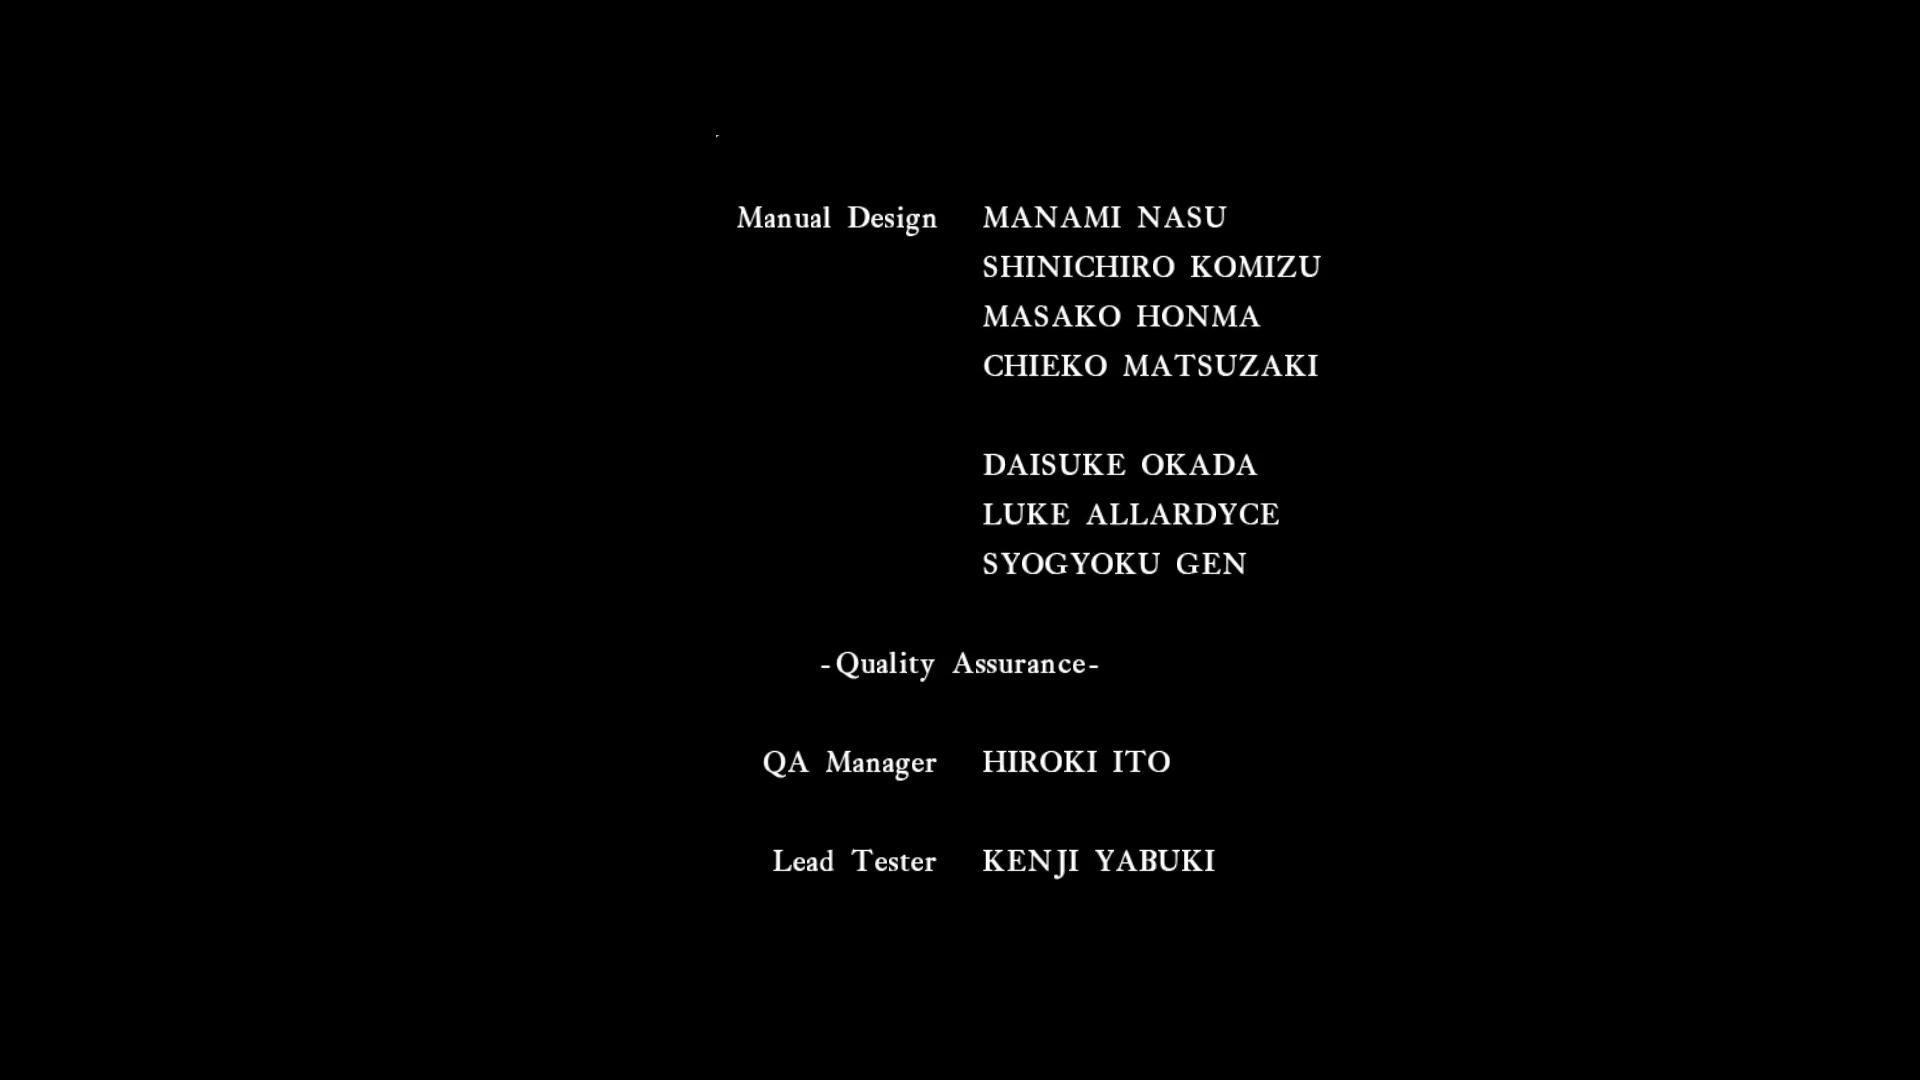 Manual Design MANAMI NASU
SHINICHIRO KOMIZU
MASAKO HONMA
CHIEKO MATSUZAKI
DAISUKE OKADA
LUKE ALLARDYCE
SYOGYOKU GEN
-Quality Assurance-
QA Manager HIROKI ITO
Lead Tester KENJI YABUKI